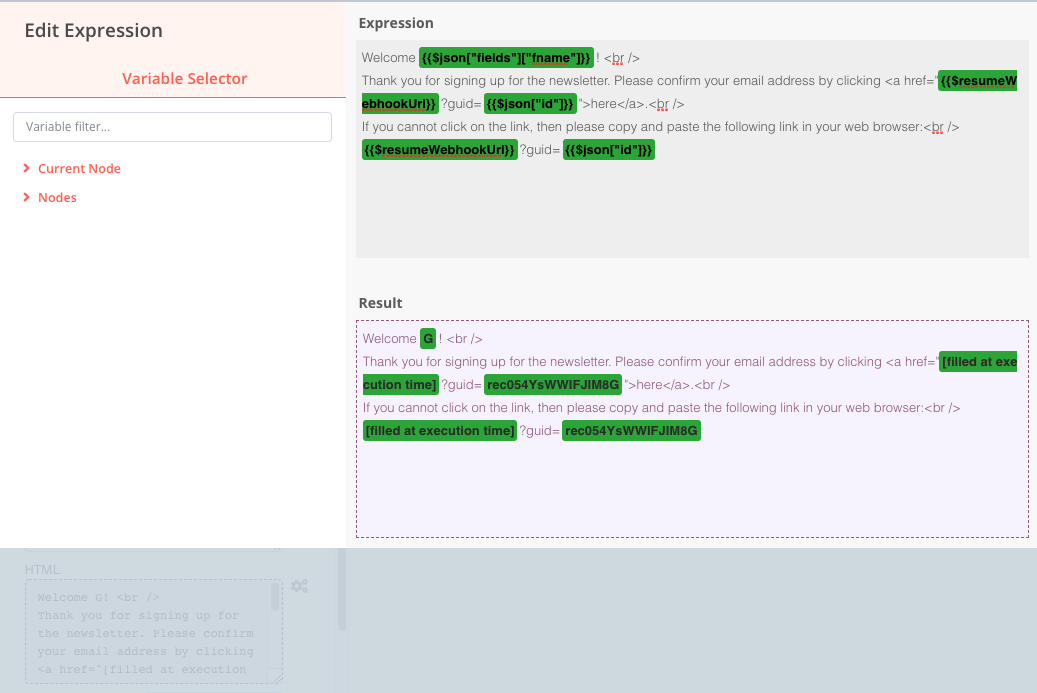 Edit Expression
Variable Selector
Variable filter...
Current Node
Nodes
Expression
Welcome {{$json["fields"]["fname"]}} ! <br />
Thank you for signing up for the newsletter. Please confirm your email address by clicking <a href="{{$resumeW
ebhookUrl}} ?guid= {{$json["id"]}} ">here</a>.<br />
If you cannot click on the link, then please copy and paste the following link in your web browser:<br />
{{$resumeWebhookUrl}} ?guid= {{$json["id"]}}
Result
Welcome G ! <br />
Thank you for signing up for the newsletter. Please confirm your email address by clicking <a href="[filled at exe
cution time] ?guid= rec054YsWWIFJIM8G ">here</a>.<br />
If you cannot click on the link, then please copy and paste the following link in your web browser:<br />
[filled at execution time] ?guid= rec054YsWWIFJIM8G
HTML
Welcome G! <br />
Thank you for signing up for
the newsletter. Please confirm
your email address by clicking
<a href="[filled at execution